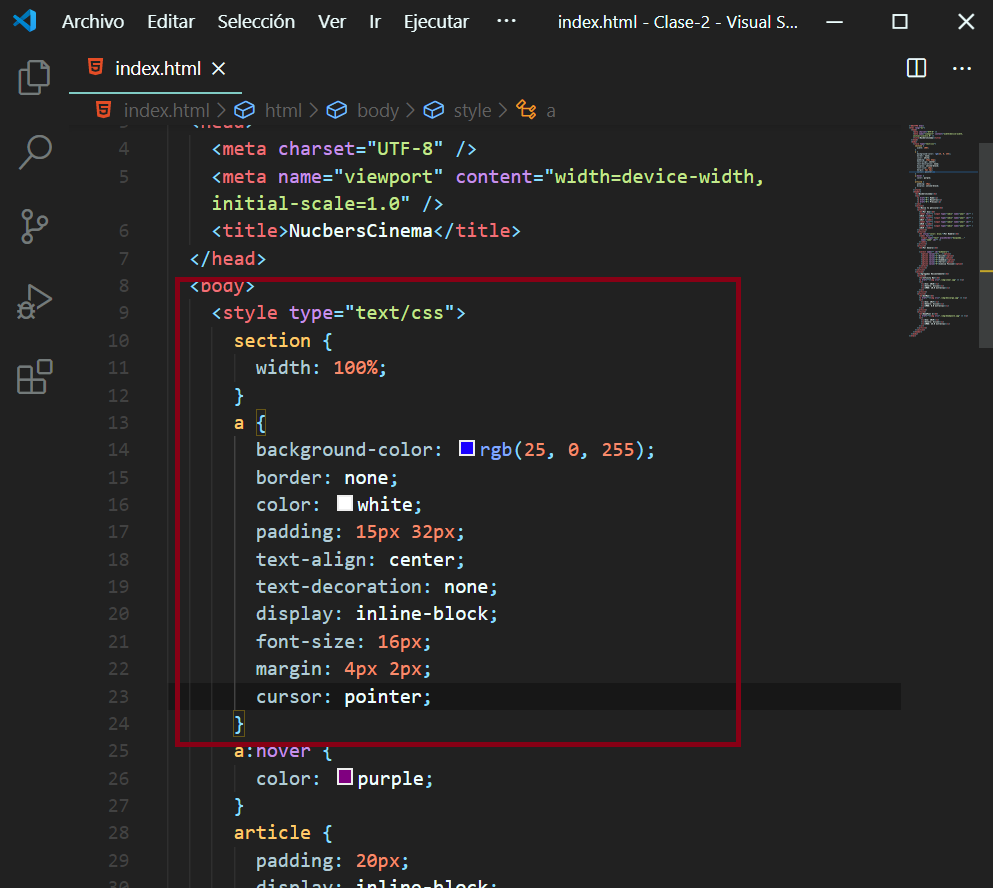 Archivo Editar Selección Ver Ir Ejecutar ··· index.html - Clase-2 - Visual S...
index.html
index.html > html > body > style > a
<head>
4 <meta charset="UTF-8" />
5 <meta name="viewport" content="width=device-width,
initial-scale=1.0" />
6 <title>NucbersCinema</title>
7 </head>
8 <body>
9 <style type="text/css">
10 section {
11 width: 100%;
12 }
13 a {
14 background-color: rgb(25, 0, 255);
15 border: none;
16 color: white;
17 padding: 15px 32px;
18 text-align: center;
19 text-decoration: none;
20 display: inline-block;
21 font-size: 16px;
22 margin: 4px 2px;
23 cursor: pointer;
24 }
25 a:hover {
26 color: purple;
27 }
28 article {
29 padding: 20px;
30 display: inline-block;